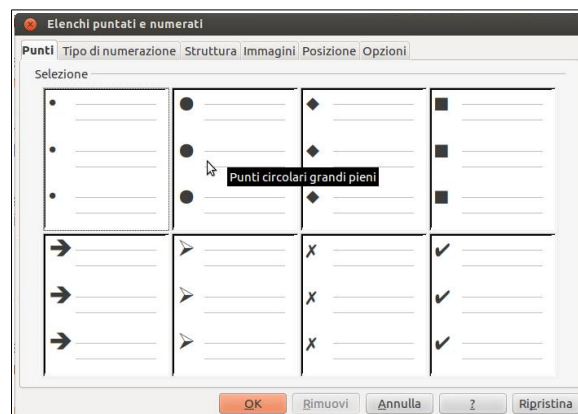 Elenchi puntati e numerati
Punti Tipo di numerazione Struttura Immagini Posizione Opzioni
Selezione
Punti circolari grandi pieni
OK Rimuovi Annulla ? Ripristina